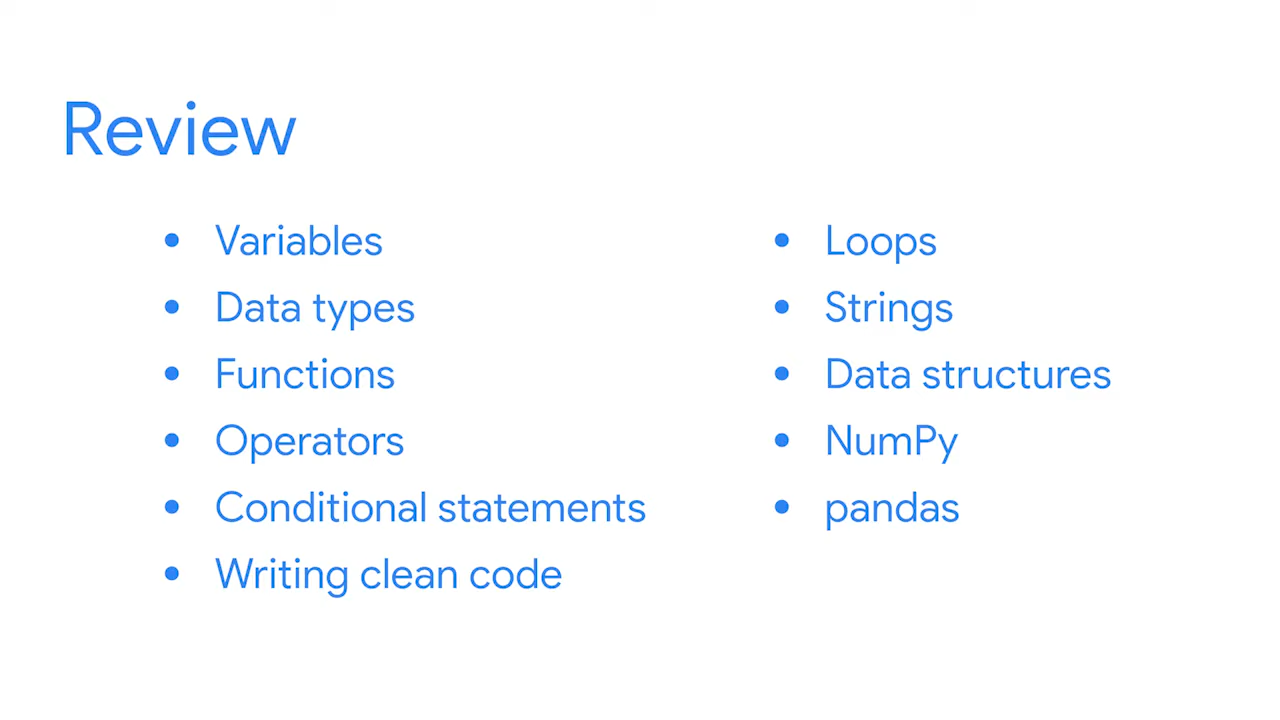 Review
• Variables
• Data types
• Functions
• Operators
• Conditional statements
• Writing clean code
• Loops
• Strings
• Data structures
• NumPy
• pandas